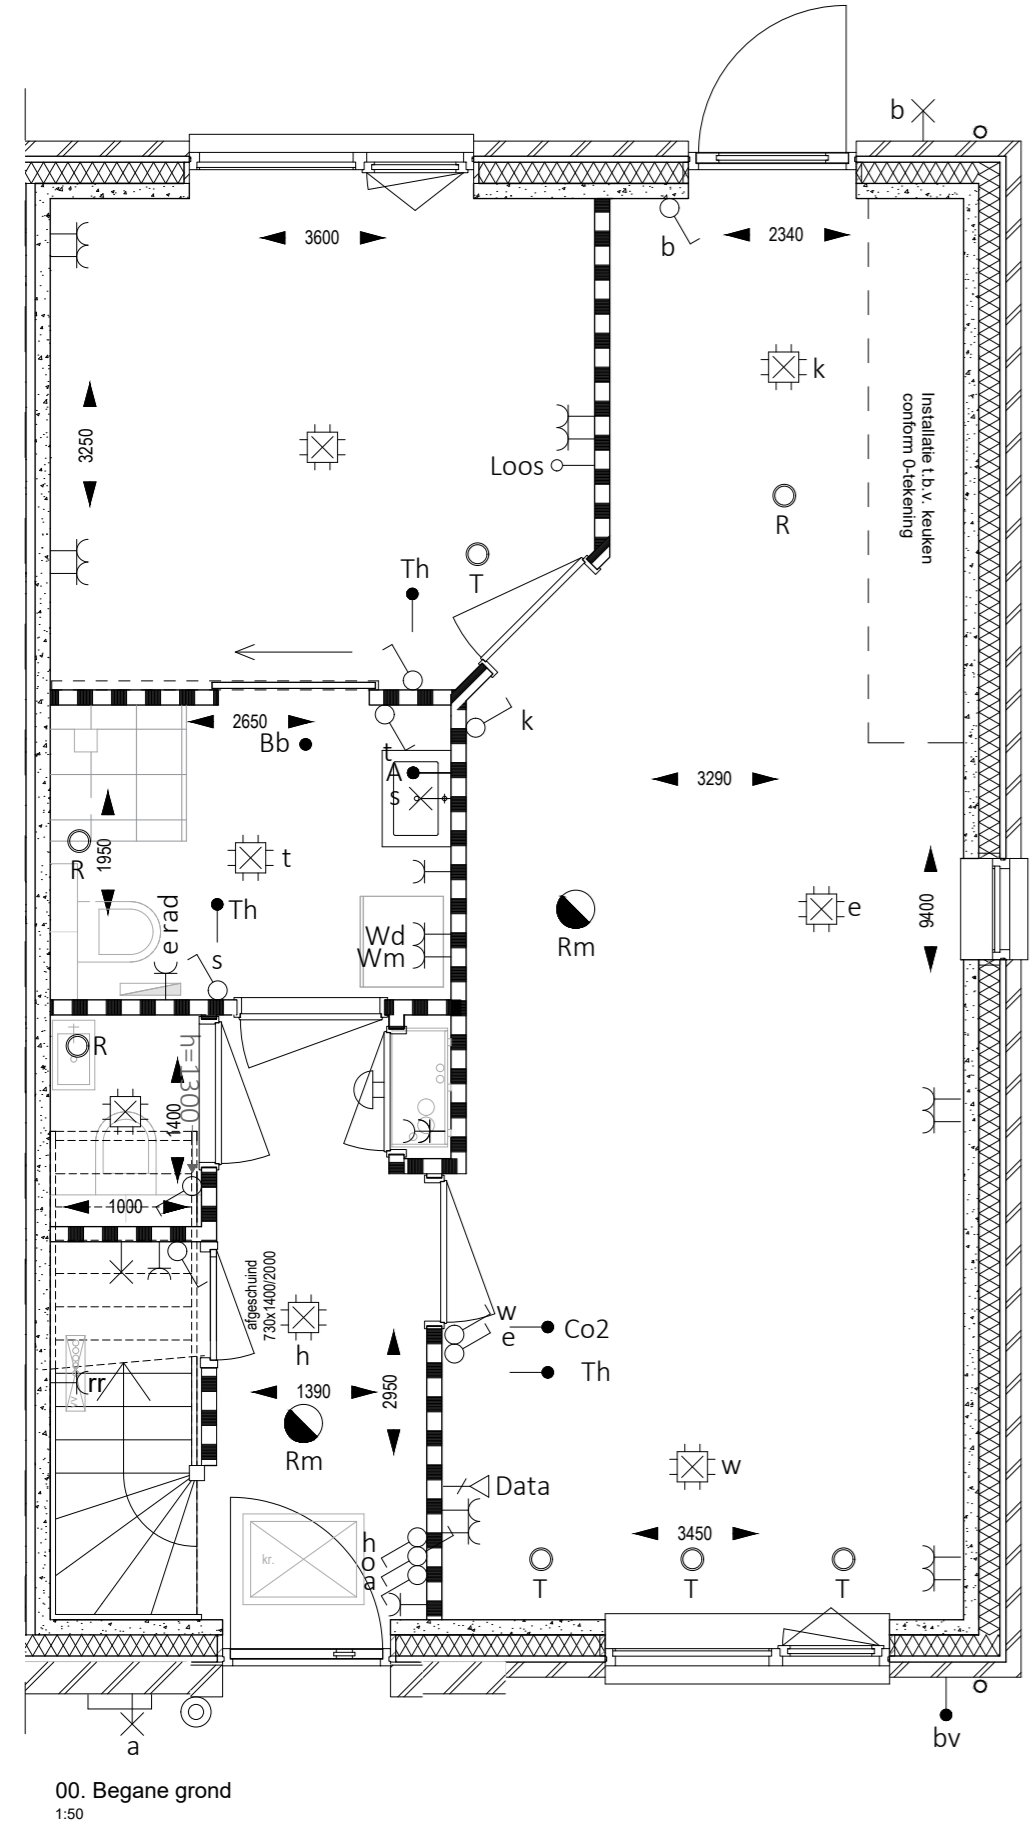 b
3600
b
2340
k
3250
Installatie t.b.v. keuken
conform 0-tekening
Loos
R
Th
T
k
2650
Bb
t
A
s
3290
1950
R
t
e
9400
e rad
Th
Rm
Wd
Wm
s
R
h=1300
1400
1000
afgeschuind
730x1400/2000
w
e
Co2
h
Th
rr
1390
2950
Rm
w
Data
3450
h
o
a
kr.
T
T
T
a
bv
00. Begane grond
1:50